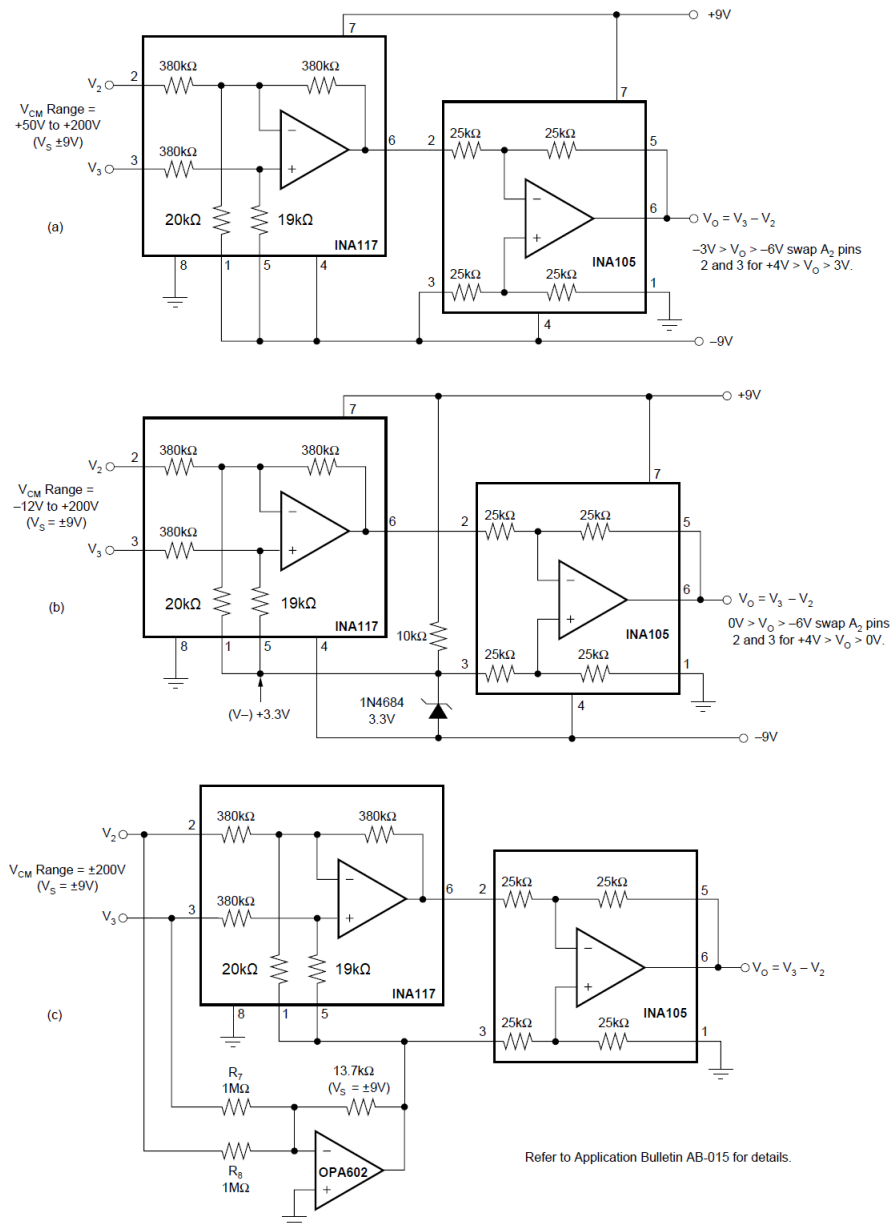 +9V
7
V2
2
380kΩ
380kΩ
VCM Range =
+50V to +200V
(VS ±9V)
6
2
25kΩ
25kΩ
5
7
V3
3
380kΩ
–
+
–
+
6
VO = V3 – V2
(a)
20kΩ
19kΩ
INA117
INA105
–3V > VO > –6V swap A2 pins
2 and 3 for +4V > VO > 3V.
8
1
5
4
3
25kΩ
25kΩ
1
4
–9V
+9V
7
V2
2
380kΩ
380kΩ
VCM Range =
–12V to +200V
(VS = ±9V)
6
2
25kΩ
25kΩ
5
7
V3
3
380kΩ
–
+
–
+
6
VO = V3 – V2
(b)
20kΩ
19kΩ
INA117
10kΩ
INA105
0V > VO > –6V swap A2 pins
2 and 3 for +4V > VO > 0V.
8
1
5
4
3
25kΩ
25kΩ
1
(V–) +3.3V
1N4684
3.3V
4
–9V
V2
2
380kΩ
380kΩ
VCM Range = ±200V
(VS = ±9V)
6
2
25kΩ
25kΩ
5
V3
3
380kΩ
–
+
–
+
6
VO = V3 – V2
20kΩ
19kΩ
INA117
INA105
(c)
8
1
5
3
25kΩ
25kΩ
1
R7
1MΩ
13.7kΩ
(VS = ±9V)
R8
1MΩ
–
+
OPA602
Refer to Application Bulletin AB-015 for details.